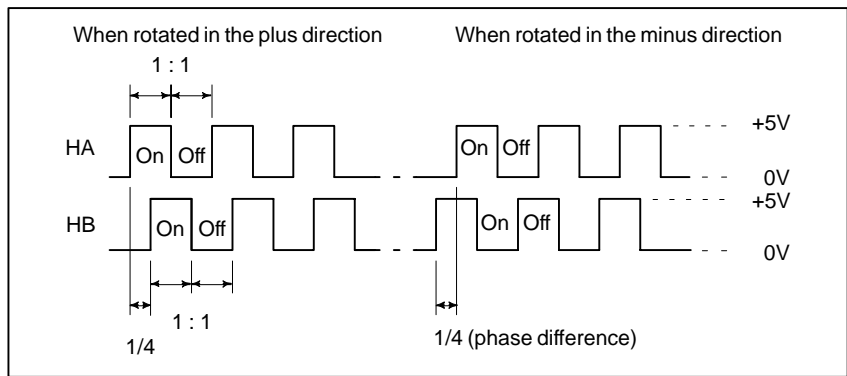 When rotated in the plus direction
When rotated in the minus direction
1 : 1
HA
On
Off
On
Off
+5V
0V
HB
On
Off
On
Off
+5V
0V
1 : 1
1/4
1/4 (phase difference)